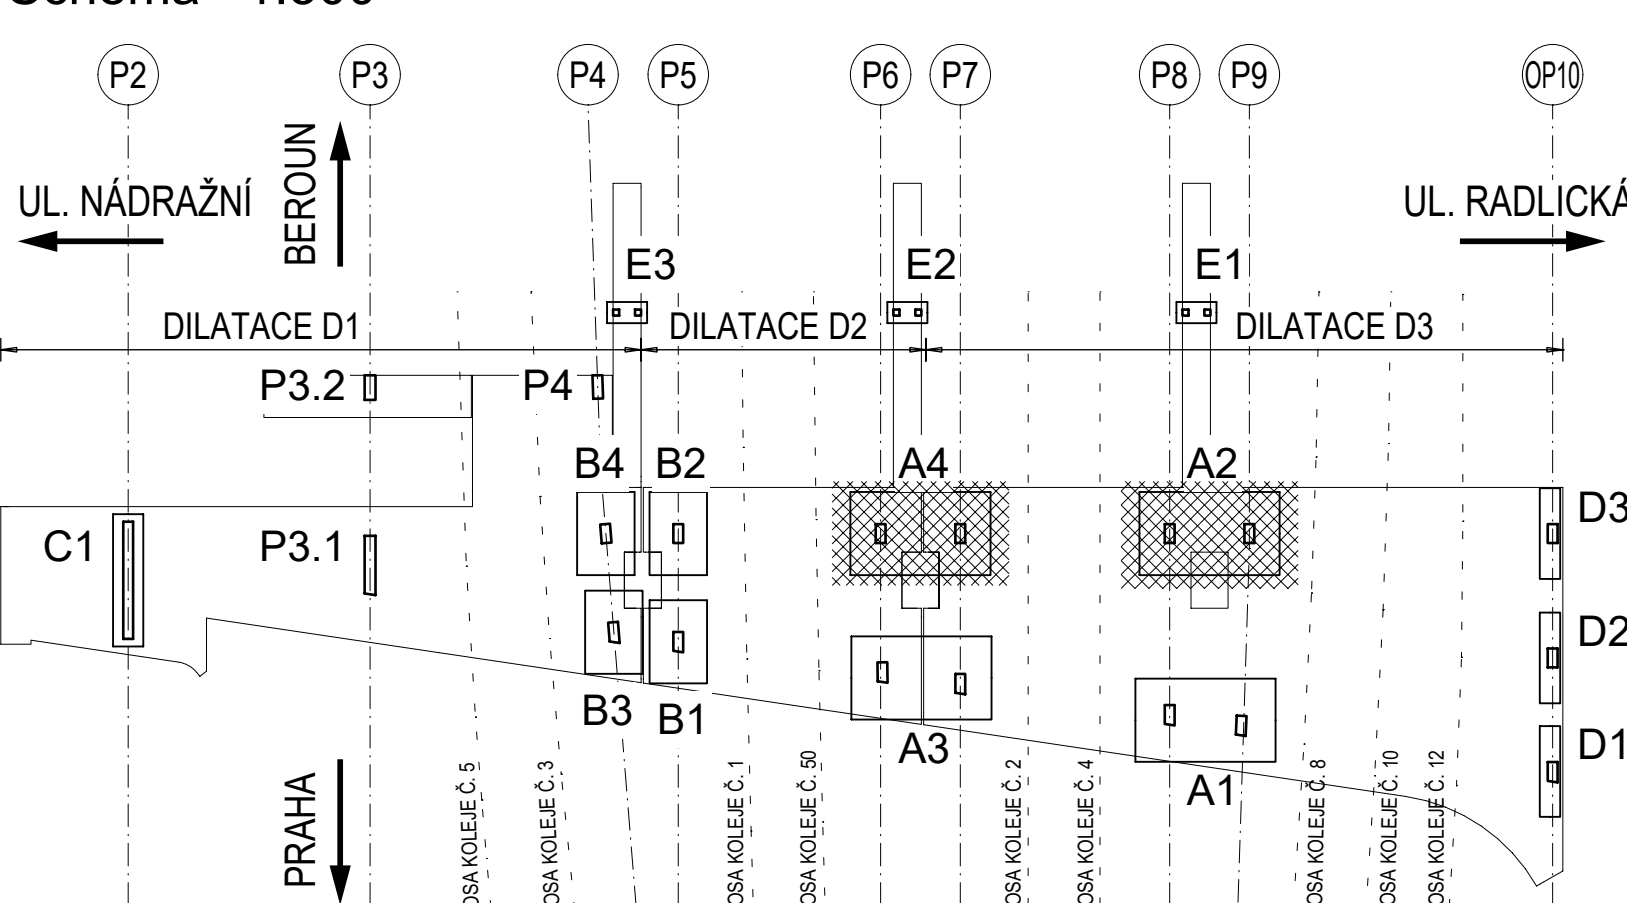 P2 P3 P4 P5 P6 P7 P8 P9 OP10
BEROUN
UL. NÁDRAŽNÍ
UL. RADLICKÁ
E3 E2 E1
DILATACE D1
DILATACE D2
DILATACE D3
P3.2
P4
B4 B2 A4 A2
D3
C1
P3.1
D2
B3 B1 A3 D1
A1
PRAHA
OSA KOLEJE Č. 5
OSA KOLEJE Č. 3
OSA KOLEJE Č. 1
OSA KOLEJE Č. 50
OSA KOLEJE Č. 2
OSA KOLEJE Č. 4
OSA KOLEJE Č. 8
OSA KOLEJE Č. 10
OSA KOLEJE Č. 12